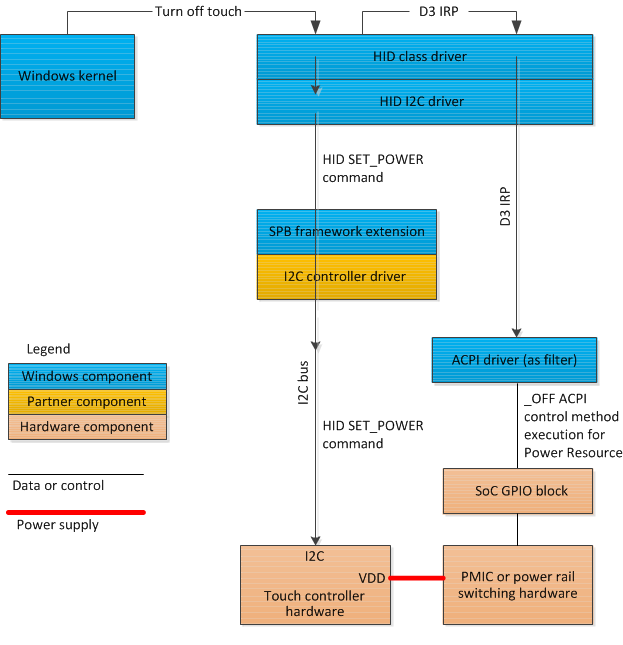 Turn off touch
D3 IRP
Windows kernel
HID class driver
HID I2C driver
HID SET_POWER
command
D3 IRP
SPB framework extension
I2C controller driver
Legend
Windows component
Partner component
Hardware component
Data or control
Power supply
I2C bus
HID SET_POWER
command
ACPI driver (as filter)
_OFF ACPI
control method
execution for
Power Resource
SoC GPIO block
I2C
VDD
Touch controller
hardware
PMIC or power rail
switching hardware